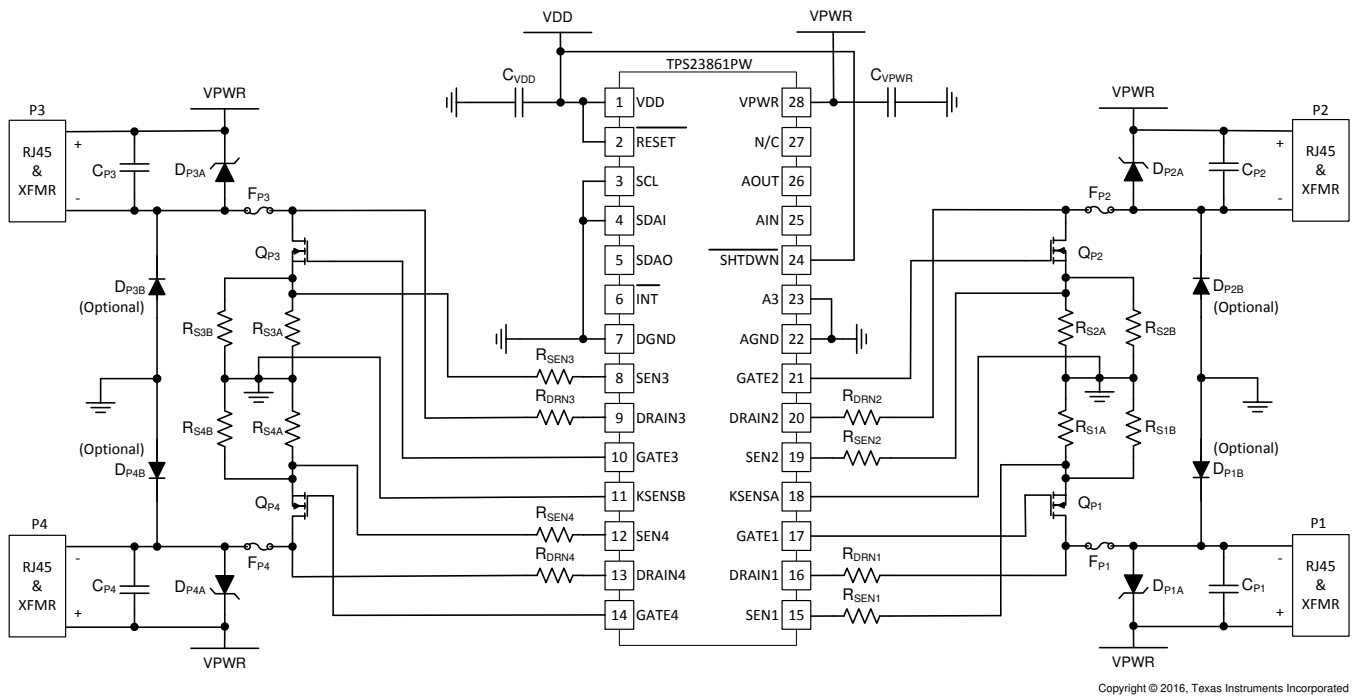 VDD
VPWR
TPS23861PW
CVDD
CVPWR
1 VDD
2 RESET
3 SCL
4 SDAI
5 SDAO
6 INT
7 DGND
8 SEN3
9 DRAIN3
10 GATE3
11 KSENSB
12 SEN4
13 DRAIN4
14 GATE4
VPWR 28
N/C 27
AOUT 26
AIN 25
SHTDWN 24
A3 23
AGND 22
GATE2 21
DRAIN2 20
SEN2 19
KSENSA 18
GATE1 17
DRAIN1 16
SEN1 15
P3
RJ45
&
XFMR
+
-
VPWR
CP3
DP3A
FP3
QP3
DP3B
(Optional)
RS3B
RS3A
RS4B
RS4A
(Optional)
DP4B
QP4
P4
RJ45
&
XFMR
-
+
CP4
DP4A
FP4
VPWR
RSEN3
RDRN3
RSEN4
RDRN4
RDRN2
RSEN2
RDRN1
RSEN1
VPWR
P2
RJ45
&
XFMR
+
-
DP2A
CP2
FP2
QP2
DP2B
(Optional)
RS2A
RS2B
RS1A
RS1B
(Optional)
DP1B
QP1
P1
RJ45
&
XFMR
-
+
FP1
DP1A
CP1
VPWR
Copyright © 2016, Texas Instruments Incorporated